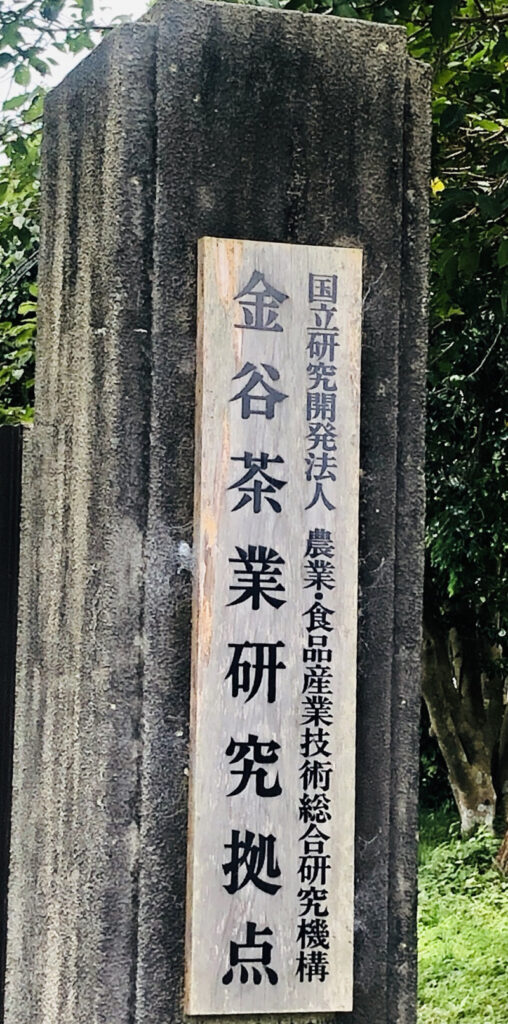 国立研究開発法人 農業・食品産業技術総合研究機構
金谷茶業研究拠点